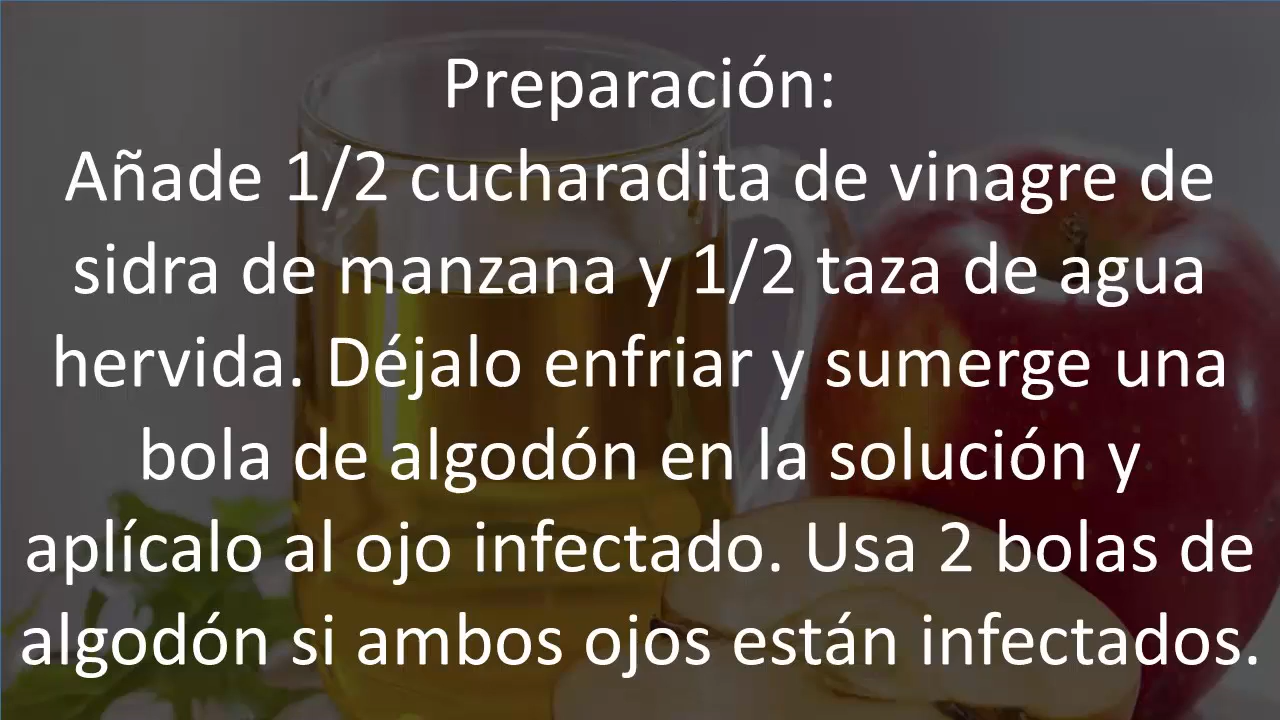 Preparación:
Añade 1/2 cucharadita de vinagre de
sidra de manzana y 1/2 taza de agua
hervida. Déjalo enfriar y sumerge una
bola de algodón en la solución y
aplícalo al ojo infectado. Usa 2 bolas de
algodón si ambos ojos están infectados.